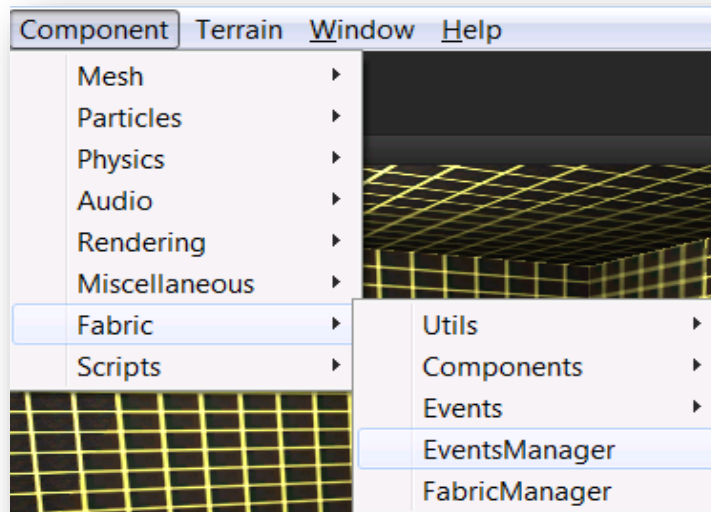 Component Terrain Window Help
Mesh
Particles
Physics
Audio
Rendering
Miscellaneous
Fabric
Scripts
Utils
Components
Events
EventsManager
FabricManager